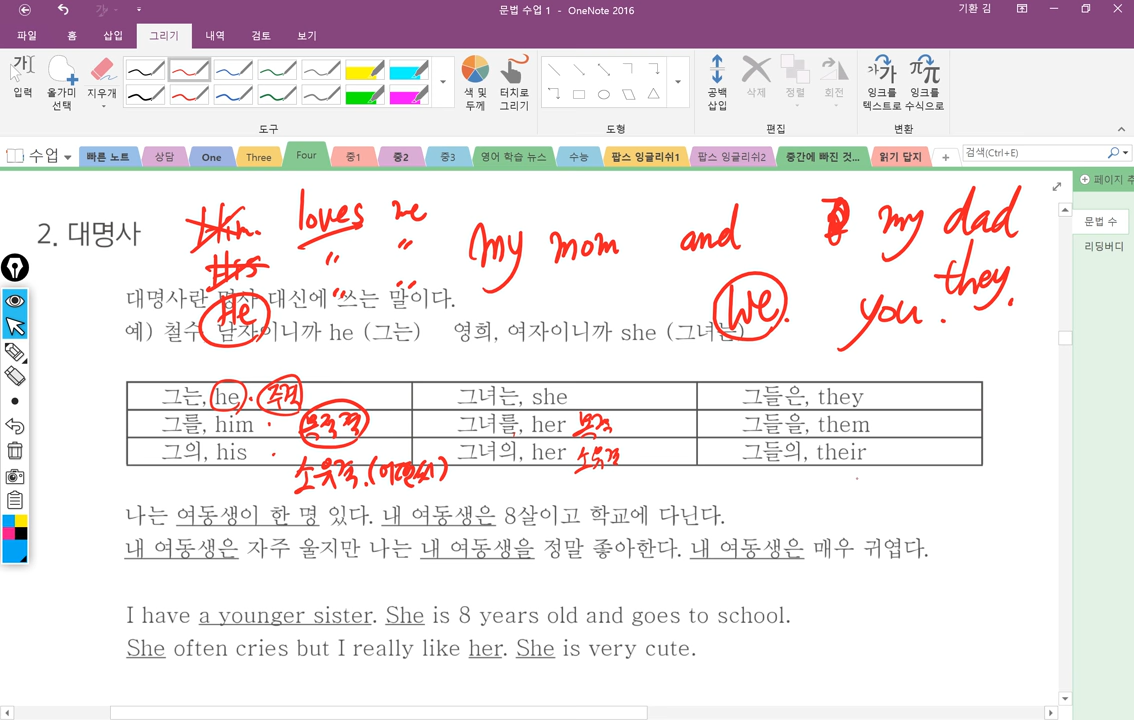 문법 수업 1 - OneNote 2016
기환 김
파일 홈 삽입 그리기 내역 검토 보기
입력
올가미 선택
지우개
색 및 두께
터치로 그리기
공백 삽입
삭제
정렬
회전
잉크를 텍스트로
잉크를 수식으로
도구 도형 편집 변환
수업 빠른 노트 상담 One Three Four 중1 중2 중3 영어 학습 뉴스 수능 팝스 잉글리쉬1 팝스 잉글리쉬2 중간에 빠진 것... 읽기 답지 검색(Ctrl+E)
페이지 추
문법 수
리딩버디
Him. loves me
His " "
He " "
My mom and my dad
they.
we. you.
2. 대명사
대명사란 명사 대신에 쓰는 말이다.
예) 철수 남자이니까 he (그는) 영희, 여자이니까 she (그녀는)
그는, he 주격 그녀는, she 그들은, they
그를, him 목적격 그녀를, her 목적 그들을, them
그의, his 소유격 그녀의, her 소유격 그들의, their
나는 여동생이 한 명 있다. 내 여동생은 8살이고 학교에 다닌다.
내 여동생은 자주 울지만 나는 내 여동생을 정말 좋아한다. 내 여동생은 매우 귀엽다.
I have a younger sister. She is 8 years old and goes to school.
She often cries but I really like her. She is very cute.